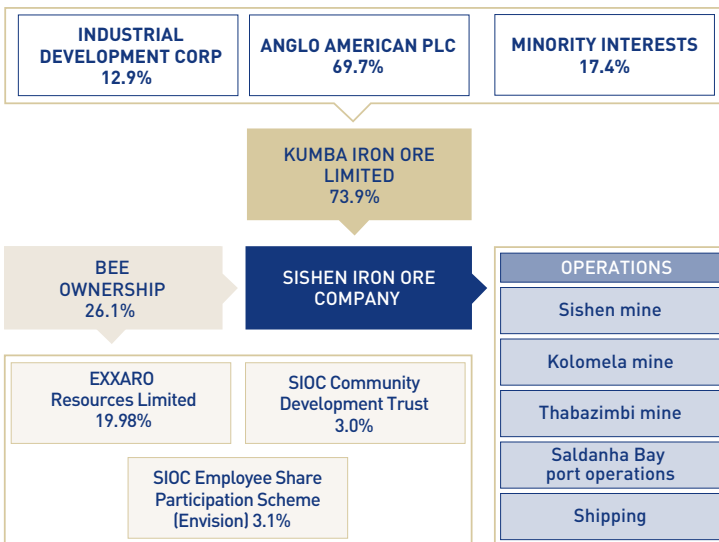 INDUSTRIAL
DEVELOPMENT CORP
12.9%
ANGLO AMERICAN PLC
69.7%
MINORITY INTERESTS
17.4%
KUMBA IRON ORE
LIMITED
73.9%
BEE
OWNERSHIP
26.1%
SISHEN IRON ORE
COMPANY
EXXARO
Resources Limited
19.98%
SIOC Community
Development Trust
3.0%
SIOC Employee Share
Participation Scheme
(Envision) 3.1%
OPERATIONS
Sishen mine
Kolomela mine
Thabazimbi mine
Saldanha Bay
port operations
Shipping